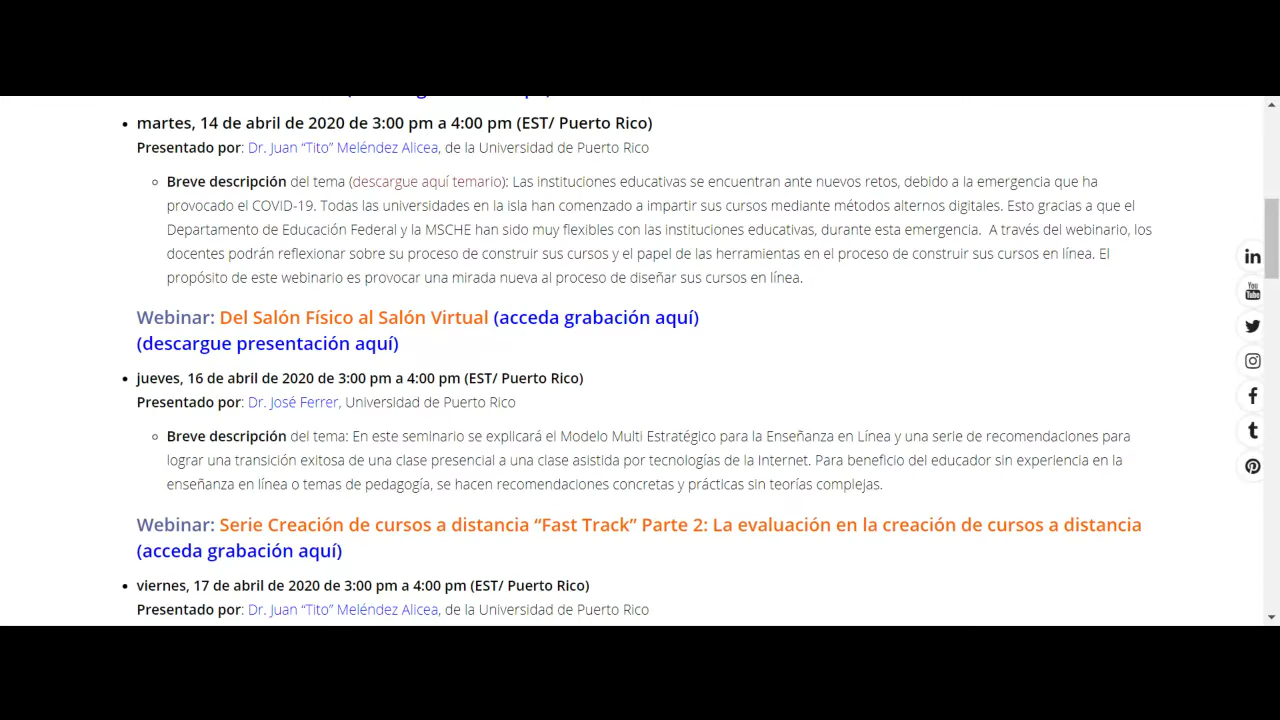 martes, 14 de abril de 2020 de 3:00 pm a 4:00 pm (EST/ Puerto Rico)
Presentado por: Dr. Juan “Tito” Meléndez Alicea, de la Universidad de Puerto Rico
Breve descripción del tema (descargue aquí temario): Las instituciones educativas se encuentran ante nuevos retos, debido a la emergencia que ha
provocado el COVID-19. Todas las universidades en la isla han comenzado a impartir sus cursos mediante métodos alternos digitales. Esto gracias a que el
Departamento de Educación Federal y la MSCHE han sido muy flexibles con las instituciones educativas, durante esta emergencia.  A través del webinario, los
docentes podrán reflexionar sobre su proceso de construir sus cursos y el papel de las herramientas en el proceso de construir sus cursos en línea. El
propósito de este webinario es provocar una mirada nueva al proceso de diseñar sus cursos en línea.
Webinar: Del Salón Físico al Salón Virtual (acceda grabación aquí)
(descargue presentación aquí)
jueves, 16 de abril de 2020 de 3:00 pm a 4:00 pm (EST/ Puerto Rico)
Presentado por: Dr. José Ferrer, Universidad de Puerto Rico
Breve descripción del tema: En este seminario se explicará el Modelo Multi Estratégico para la Enseñanza en Línea y una serie de recomendaciones para
lograr una transición exitosa de una clase presencial a una clase asistida por tecnologías de la Internet. Para beneficio del educador sin experiencia en la
enseñanza en línea o temas de pedagogía, se hacen recomendaciones concretas y prácticas sin teorías complejas.
Webinar: Serie Creación de cursos a distancia “Fast Track” Parte 2: La evaluación en la creación de cursos a distancia
(acceda grabación aquí)
viernes, 17 de abril de 2020 de 3:00 pm a 4:00 pm (EST/ Puerto Rico)
Presentado por: Dr. Juan “Tito” Meléndez Alicea, de la Universidad de Puerto Rico
in
You Tube
f
t